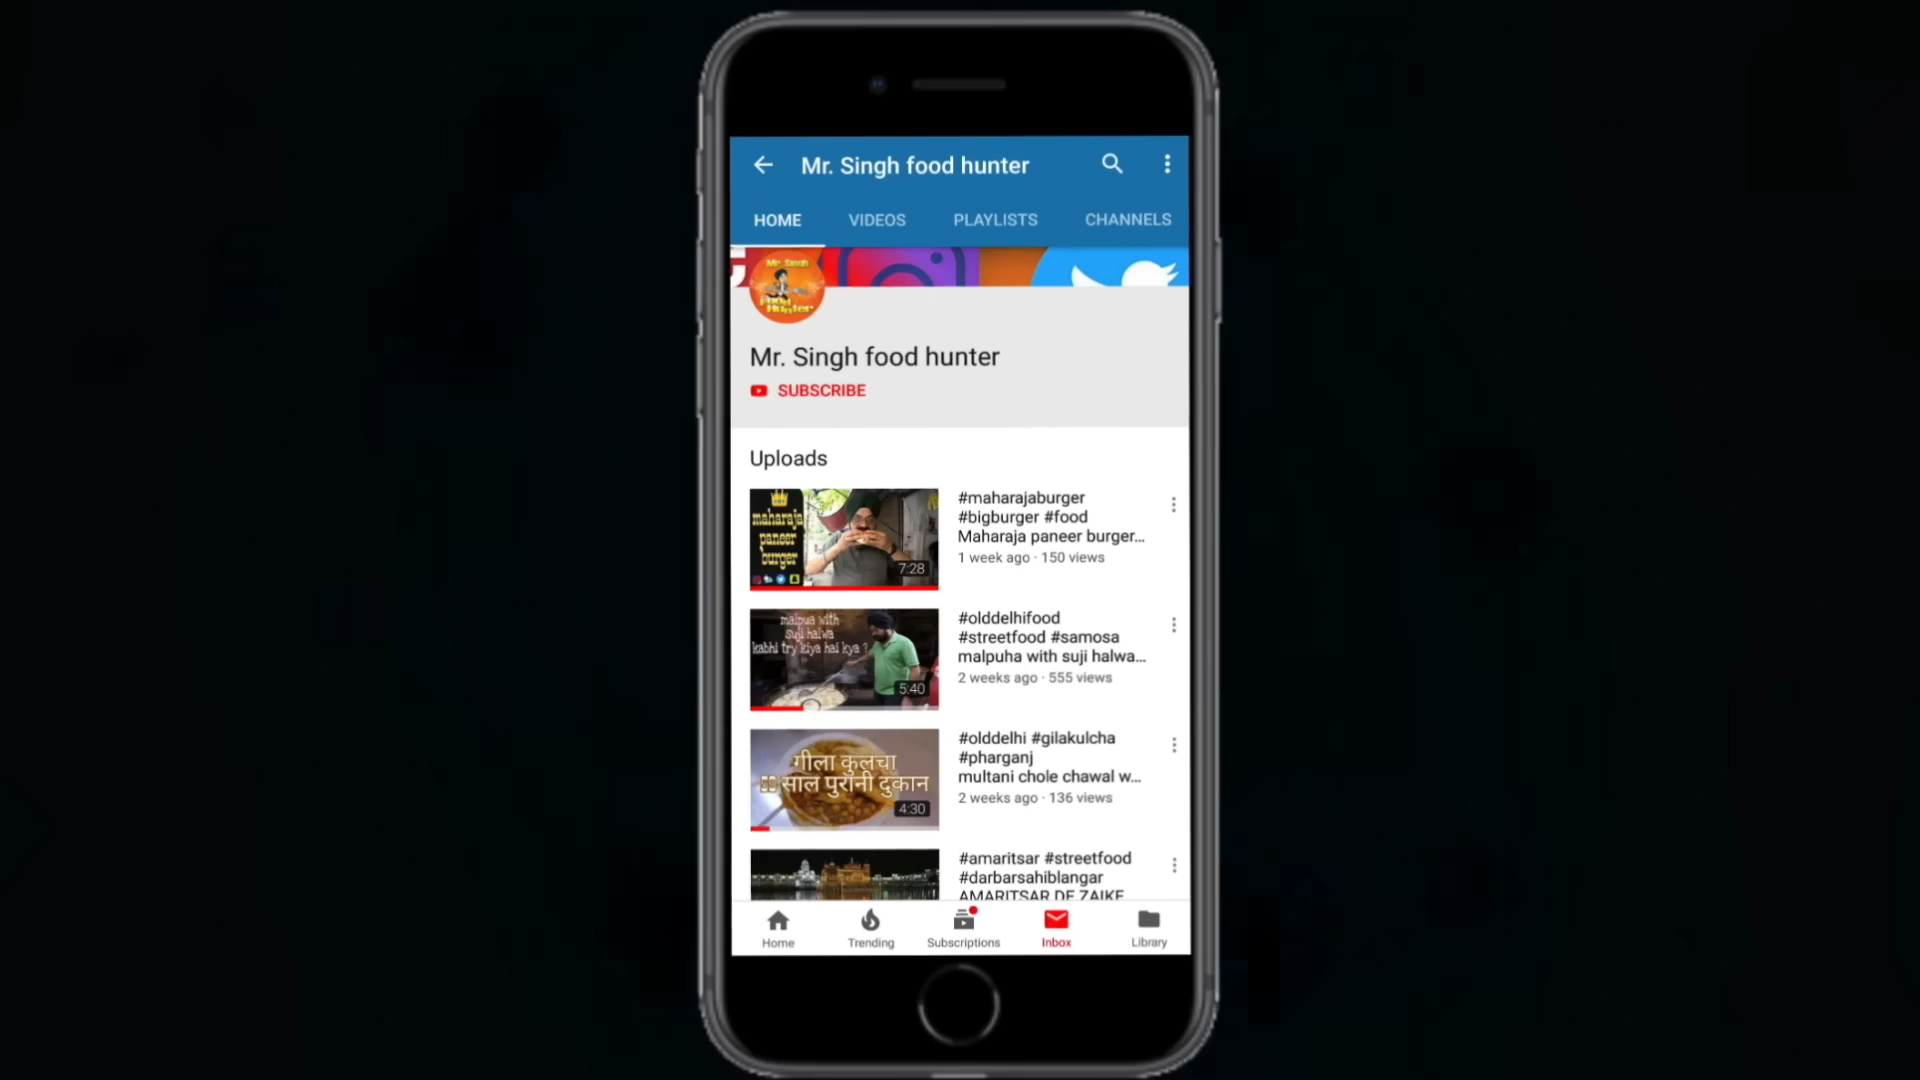 Mr. Singh food hunter
HOME VIDEOS PLAYLISTS CHANNELS
Mr. Singh
Food
Hunter
Mr. Singh food hunter
SUBSCRIBE
Uploads
maharaja
paneer
burger
7:28
#maharajaburger
#bigburger #food
Maharaja paneer burger...
1 week ago · 150 views
malpua with
suji halwa
kabhi try kiya hai kya ?
5:40
#olddelhifood
#streetfood #samosa
malpuha with suji halwa...
2 weeks ago · 555 views
गीला कुलचा
साल पुरानी दुकान
4:30
#olddelhi #gilakulcha
#pharganj
multani chole chawal w...
2 weeks ago · 136 views
#amaritsar #streetfood
#darbarsahiblangar
AMARITSAR DE ZAIKE
Home Trending Subscriptions Inbox Library